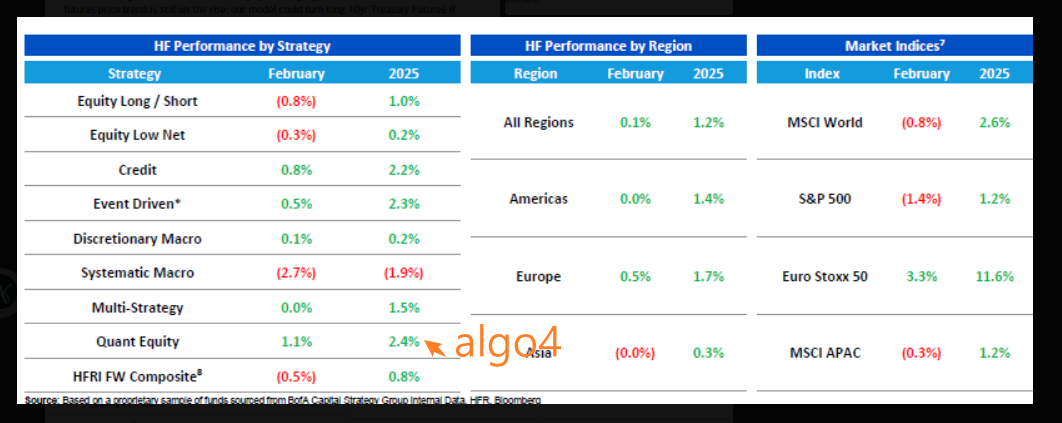 futures price trend is still on the rise; our model could turn long 10yr Treasury Futures if
HF Performance by Strategy
Strategy February 2025
Equity Long / Short (0.8%) 1.0%
Equity Low Net (0.3%) 0.2%
Credit 0.8% 2.2%
Event Driven* 0.5% 2.3%
Discretionary Macro 0.1% 0.2%
Systematic Macro (2.7%) (1.9%)
Multi-Strategy 0.0% 1.5%
Quant Equity 1.1% 2.4%
algo4
HFRI FW Composite⁸ (0.5%) 0.8%
HF Performance by Region
Region February 2025
All Regions 0.1% 1.2%
Americas 0.0% 1.4%
Europe 0.5% 1.7%
Asia (0.0%) 0.3%
Market Indices⁷
Index February 2025
MSCI World (0.8%) 2.6%
S&P 500 (1.4%) 1.2%
Euro Stoxx 50 3.3% 11.6%
MSCI APAC (0.3%) 1.2%
Source: Based on a proprietary sample of funds sourced from BofA Capital Strategy Group Internal Data, HFR, Bloomberg